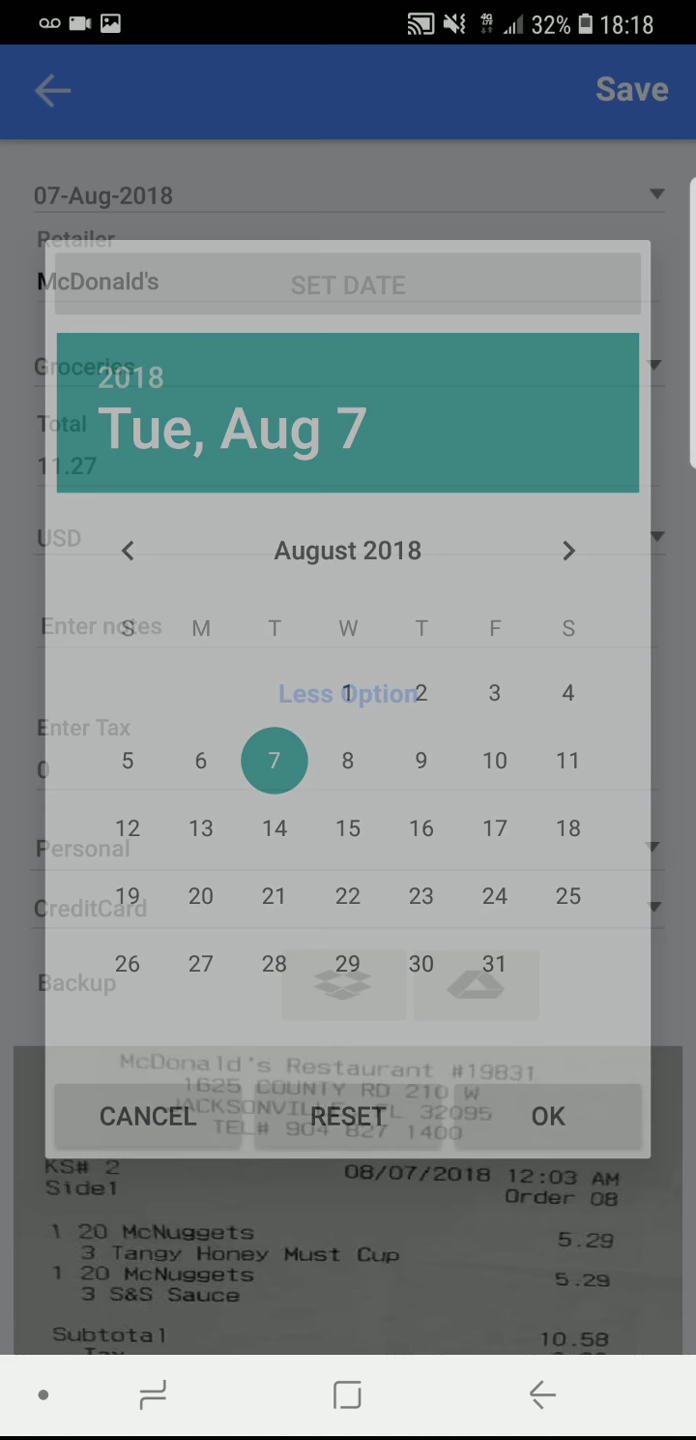 4G LTE 32% 18:18
Save
07-Aug-2018
Retailer
McDonald's
SET DATE
Groceries
2018
Total
Tue, Aug 7
11.27
USD
August 2018
Enter notes
S M T W T F S
Less Option
1 2 3 4
Enter Tax
0
5 6 7 8 9 10 11
12 13 14 15 16 17 18
Personal
19 20 21 22 23 24 25
CreditCard
26 27 28 29 30 31
Backup
McDonald's Restaurant #19831
1625 COUNTY RD 210 W
JACKSONVILLE, FL 32095
TEL# 904 827 1400
CANCEL RESET OK
KS# 2 08/07/2018 12:03 AM
Side1 Order 08
1 20 McNuggets 5.29
3 Tangy Honey Must Cup
1 20 McNuggets 5.29
3 S&S Sauce
Subtotal 10.58
Tax